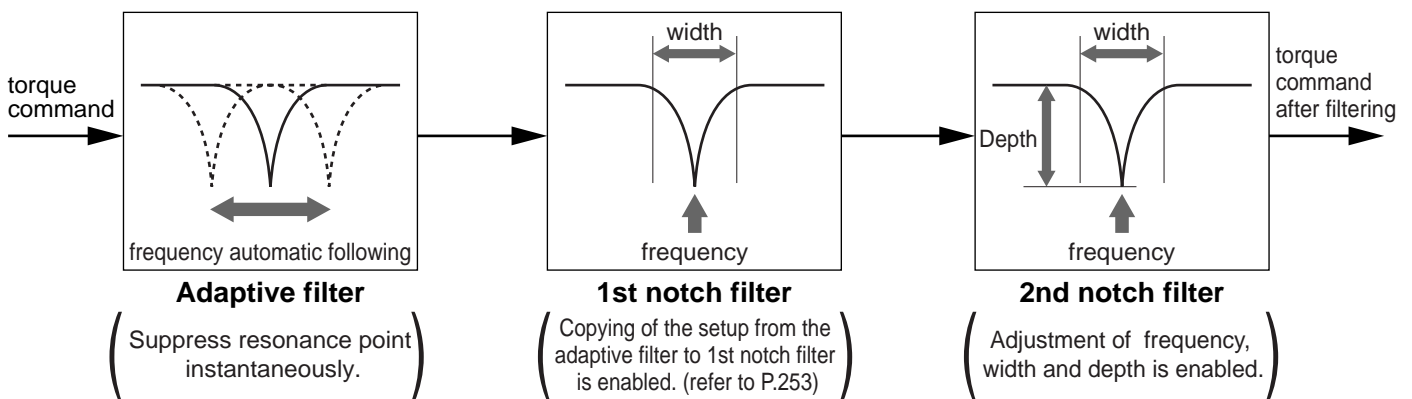 torque
command
frequency automatic following
Adaptive filter
Suppress resonance point
instantaneously.
width
frequency
1st notch filter
Copying of the setup from the
adaptive filter to 1st notch filter
is enabled. (refer to P.253)
width
Depth
frequency
2nd notch filter
Adjustment of frequency,
width and depth is enabled.
torque
command
after filtering